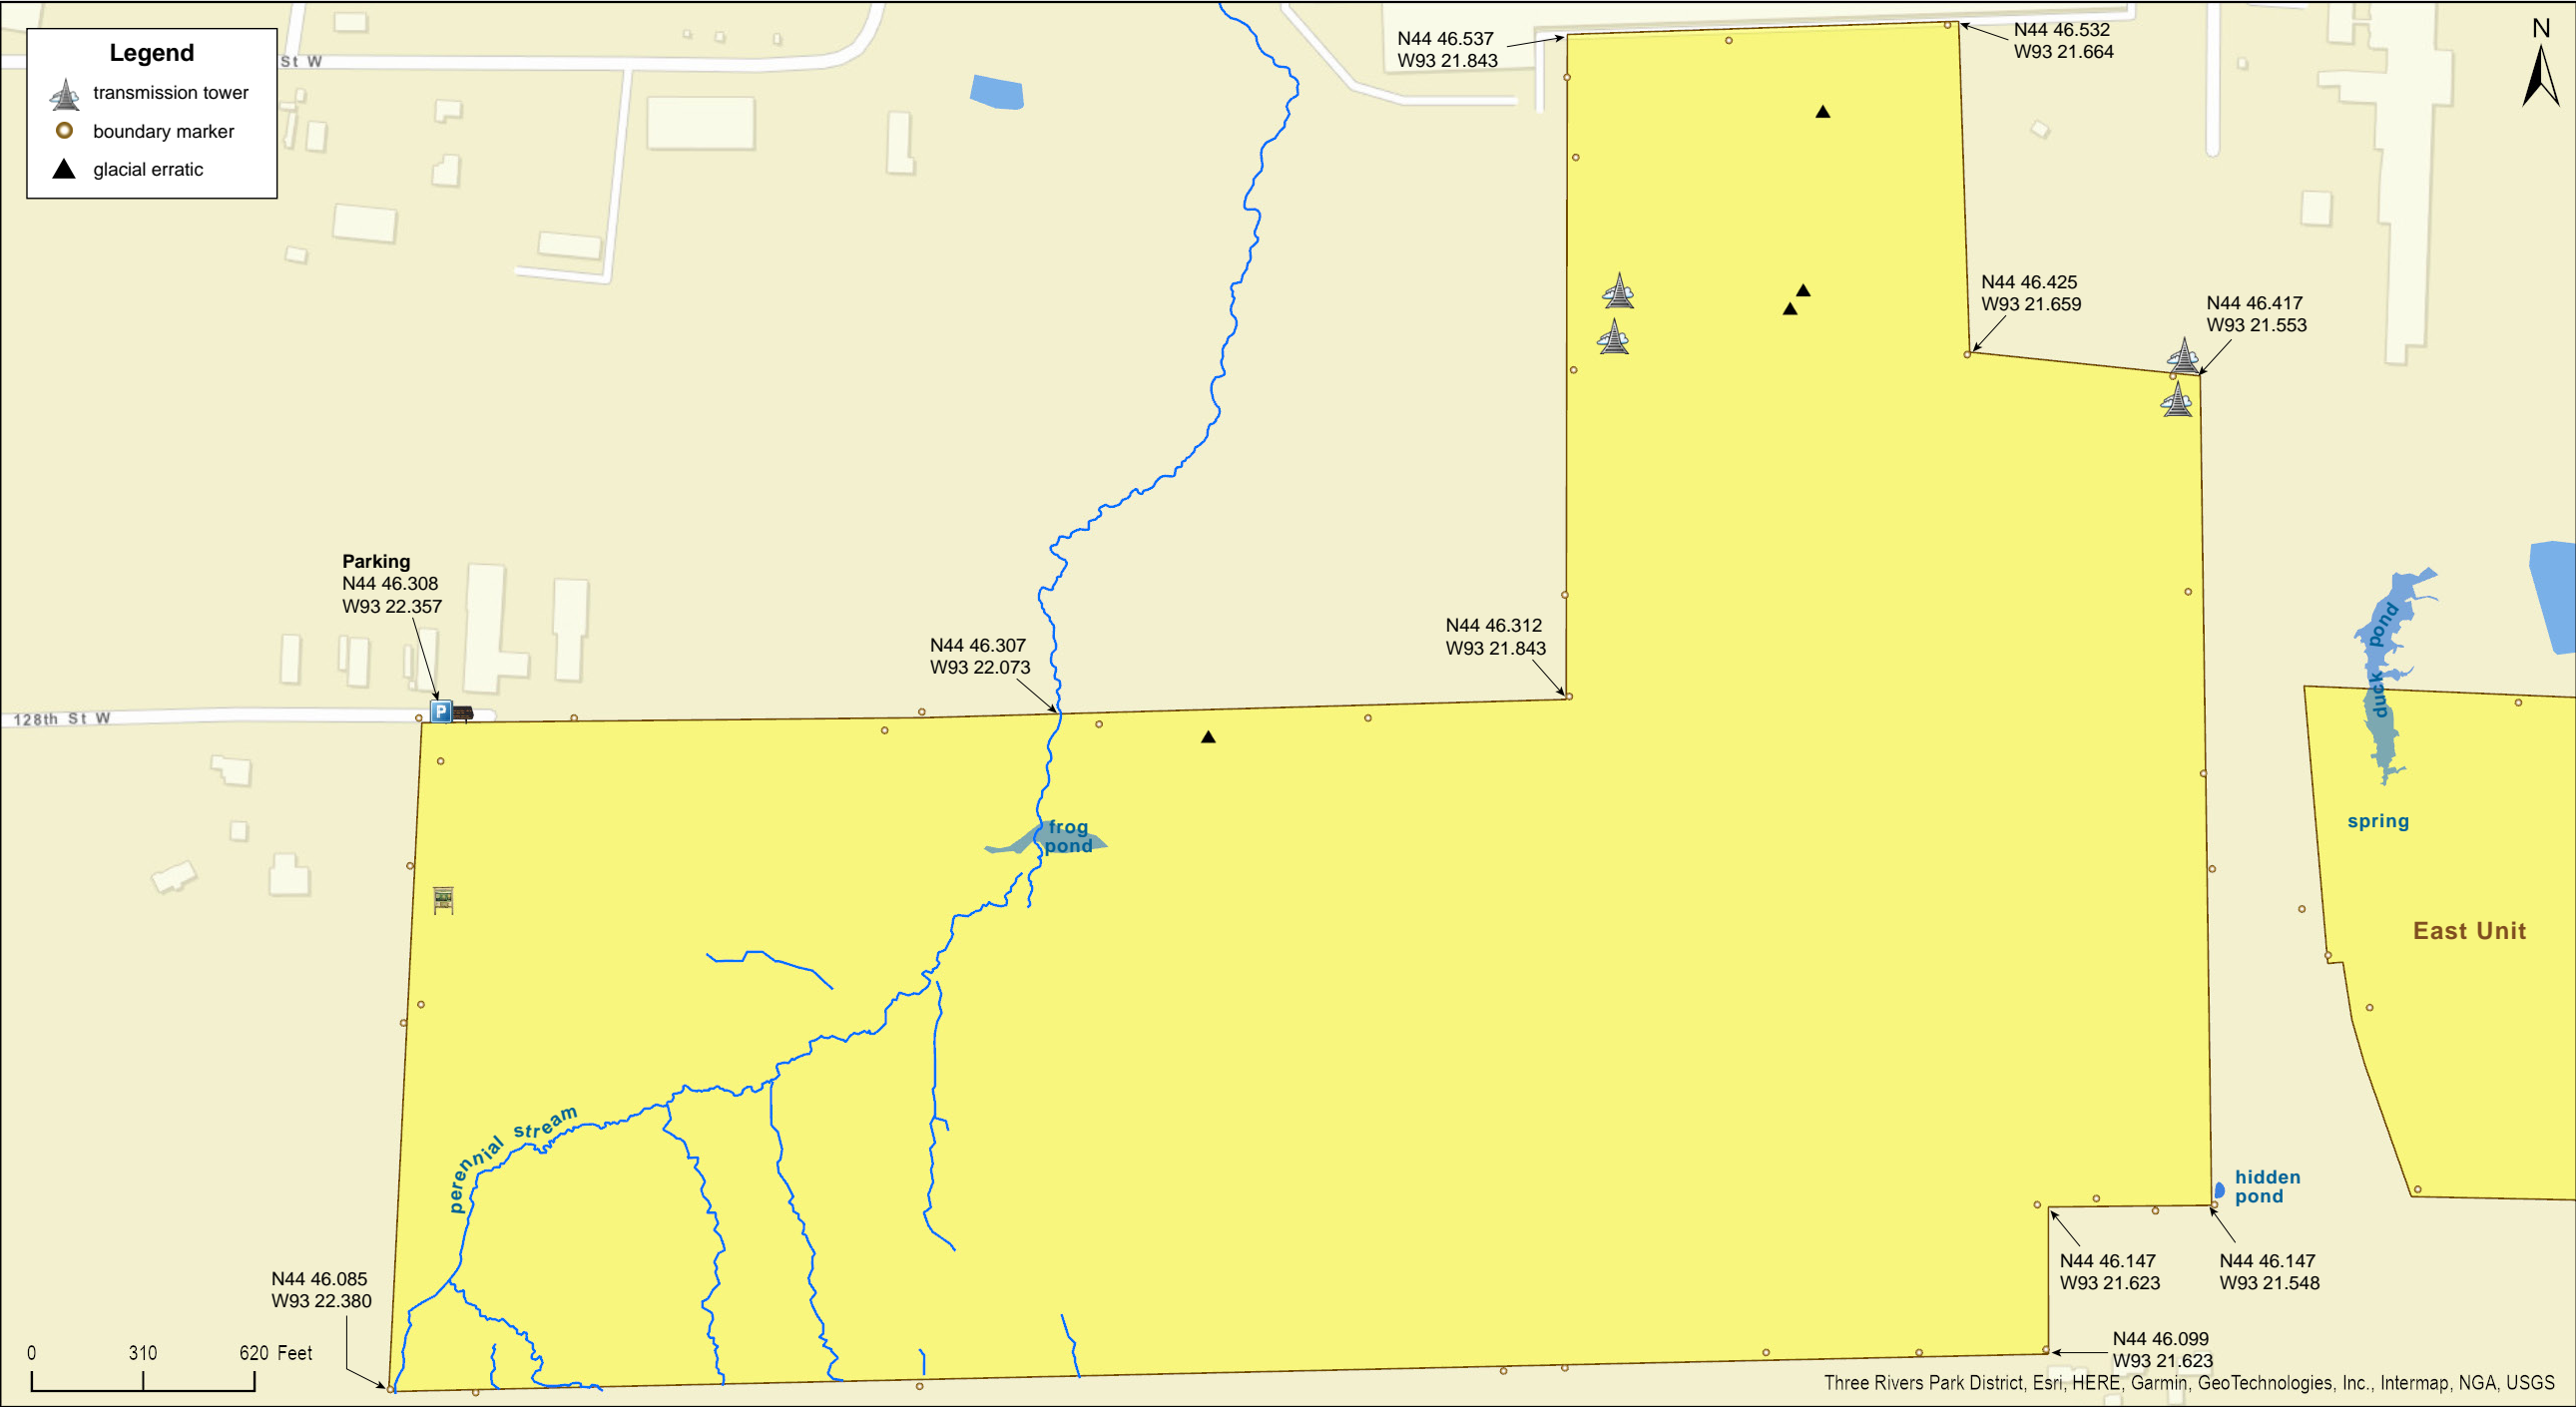 Legend
transmission tower
boundary marker
glacial erratic
St W
N
N44 46.537
W93 21.843
N44 46.532
W93 21.664
N44 46.425
W93 21.659
N44 46.417
W93 21.553
Parking
N44 46.308
W93 22.357
P
128th St W
N44 46.307
W93 22.073
N44 46.312
W93 21.843
duck pond
spring
frog
pond
East Unit
perennial stream
hidden
pond
N44 46.147
W93 21.623
N44 46.147
W93 21.548
N44 46.085
W93 22.380
N44 46.099
W93 21.623
0 310 620 Feet
Three Rivers Park District, Esri, HERE, Garmin, GeoTechnologies, Inc., Intermap, NGA, USGS